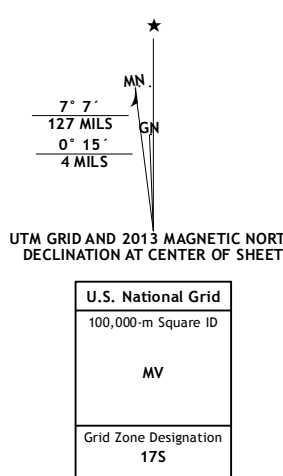 ★
MN
7° 7´
127 MILS
GN
0° 15´
4 MILS
UTM GRID AND 2013 MAGNETIC NORT
DECLINATION AT CENTER OF SHEET
U.S. National Grid
100,000-m Square ID
MV
Grid Zone Designation
17S